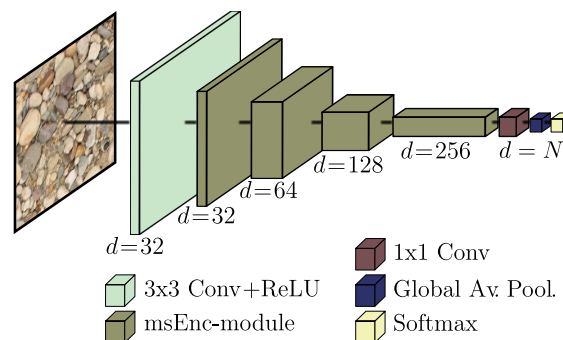 d=32
d=32
d=64
d=128
d=256
d = N
3x3 Conv+ReLU
msEnc-module
1x1 Conv
Global Av. Pool.
Softmax